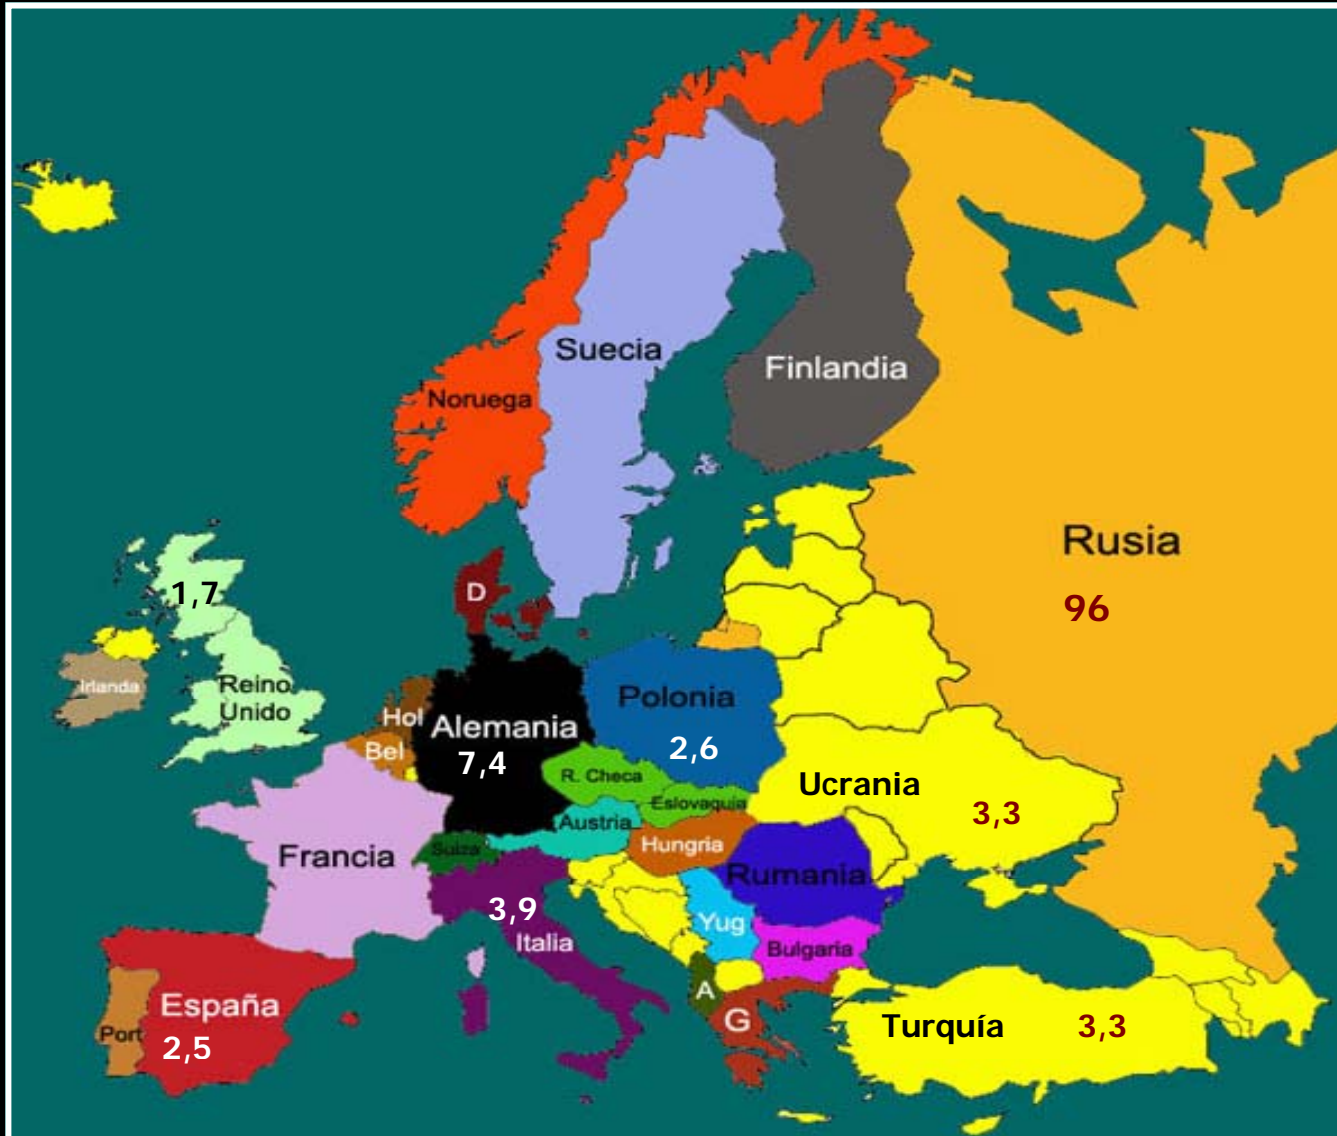 Suecia
Finlandia
Noruega
Rusia
96
1,7
D
Irlanda
Reino
Unido
Hol
Bel
Alemania
7,4
Polonia
2,6
R. Checa
Eslovaquia
Ucrania
3,3
Austria
Hungria
Suiza
Francia
Rumania
3,9
Italia
Yug
Bulgaria
A
G
España
2,5
Port
Turquía
3,3